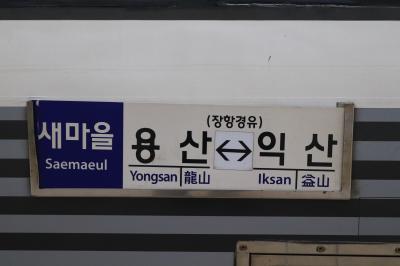 새마을
Saemaeul
(장항경유)
용산 ↔ 익산
Yongsan 龍山 Iksan 益山